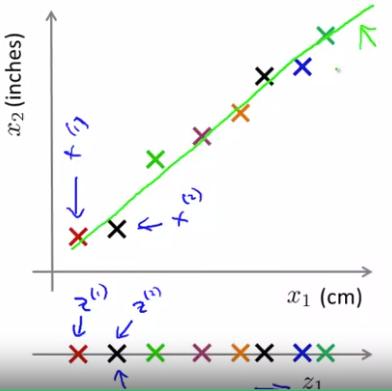 x₂ (inches)
x⁽¹⁾
x⁽²⁾
x₁ (cm)
z⁽¹⁾
z⁽²⁾
z₁